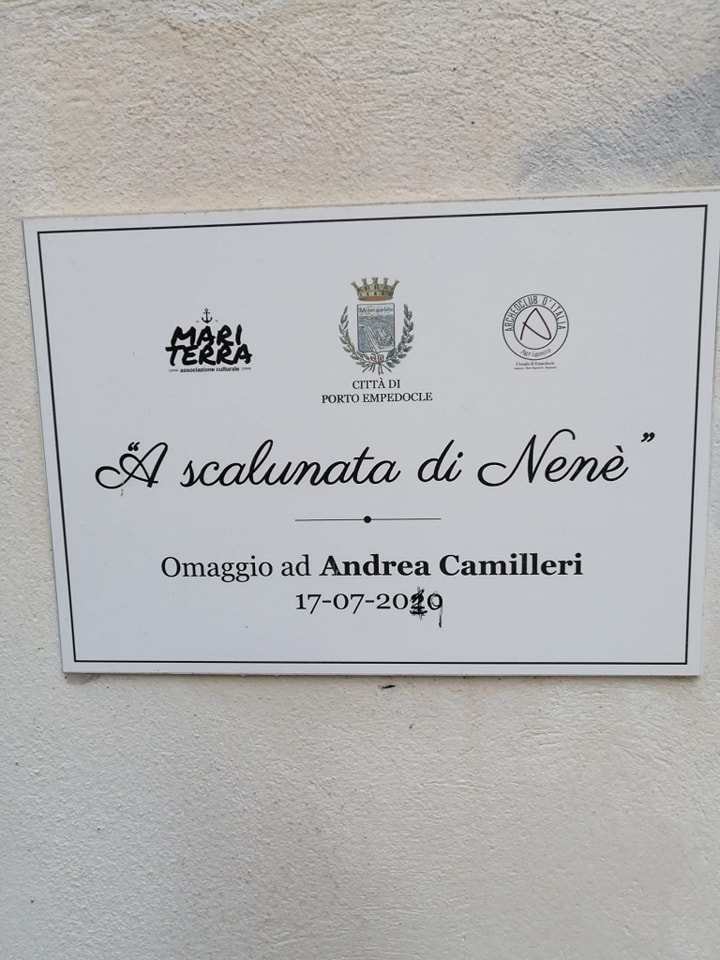 MARI
TERRA
associazione culturale
CITTÀ DI
PORTO EMPEDOCLE
ARCHEOCLUB D'ITALIA
"A scalunata di Nenè"
Omaggio ad Andrea Camilleri
17-07-2020